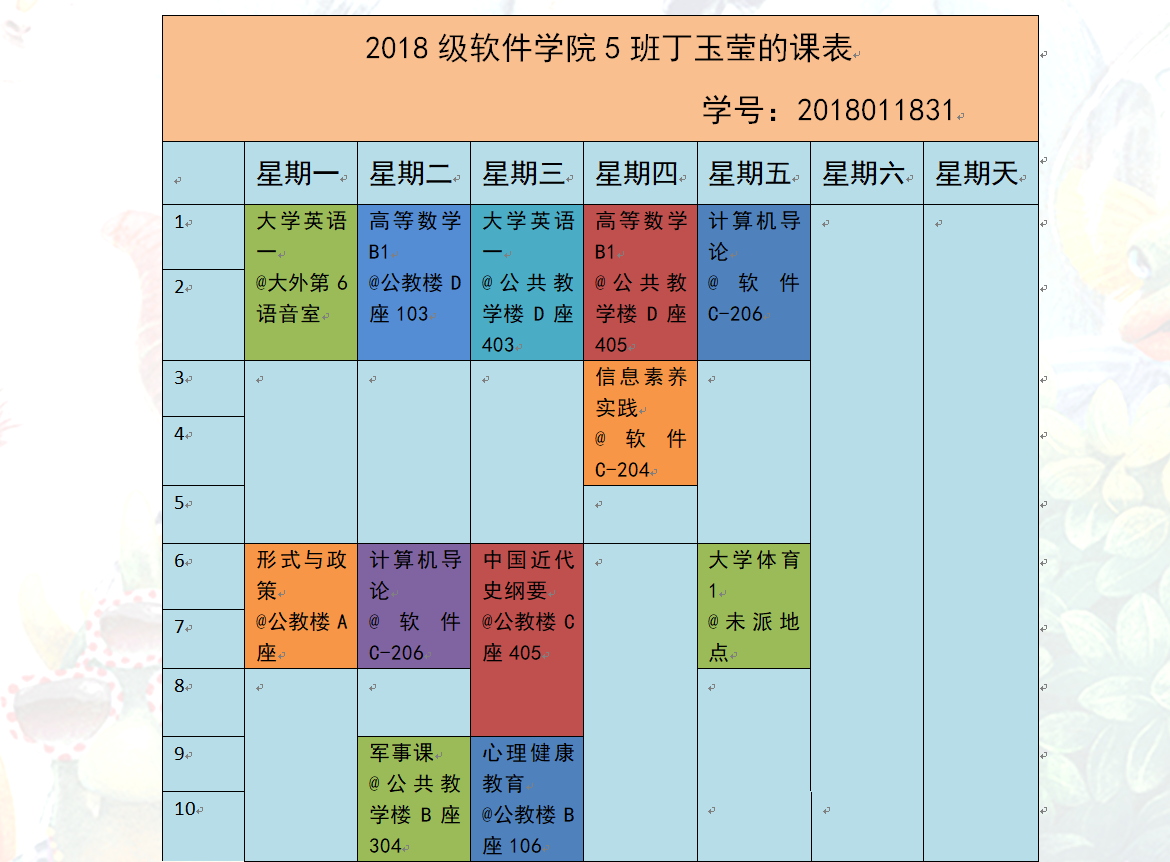 2018 级软件学院 5 班丁玉莹的课表
学号：2018011831
星期一 星期二 星期三 星期四 星期五 星期六 星期天
1
2
大学英语
一
@大外第 6
语音室
高等数学
B1
@公教楼 D
座 103
大学英语
一
@公共教
学楼 D 座
403
高等数学
B1
@公共教
学楼 D 座
405
计算机导
论
@ 软件
C-206
3
4
5
信息素养
实践
@ 软件
C-204
6
7
8
形式与政
策
@公教楼 A
座
计算机导
论
@ 软件
C-206
中国近代
史纲要
@公教楼 C
座 405
大学体育
1
@未派地
点
9
10
军事课
@公共教
学楼 B 座
304
心理健康
教育
@公教楼 B
座 106